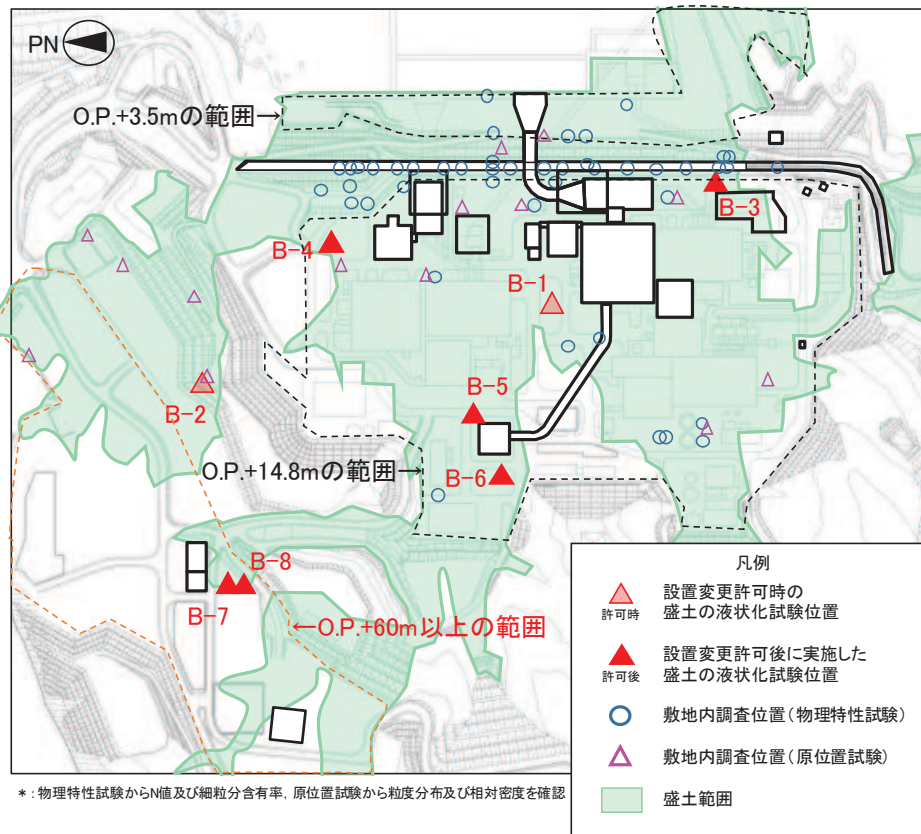 PN
O.P.+3.5mの範囲→
B-3
B-4
B-1
B-2
B-5
O.P.+14.8mの範囲→
B-6
B-8
B-7
←O.P.+60m以上の範囲
凡例
許可時
設置変更許可時の
盛土の液状化試験位置
許可後
設置変更許可後に実施した
盛土の液状化試験位置
敷地内調査位置(物理特性試験)
敷地内調査位置(原位置試験)
盛土範囲
*:物理特性試験からN値及び細粒分含有率, 原位置試験から粒度分布及び相対密度を確認